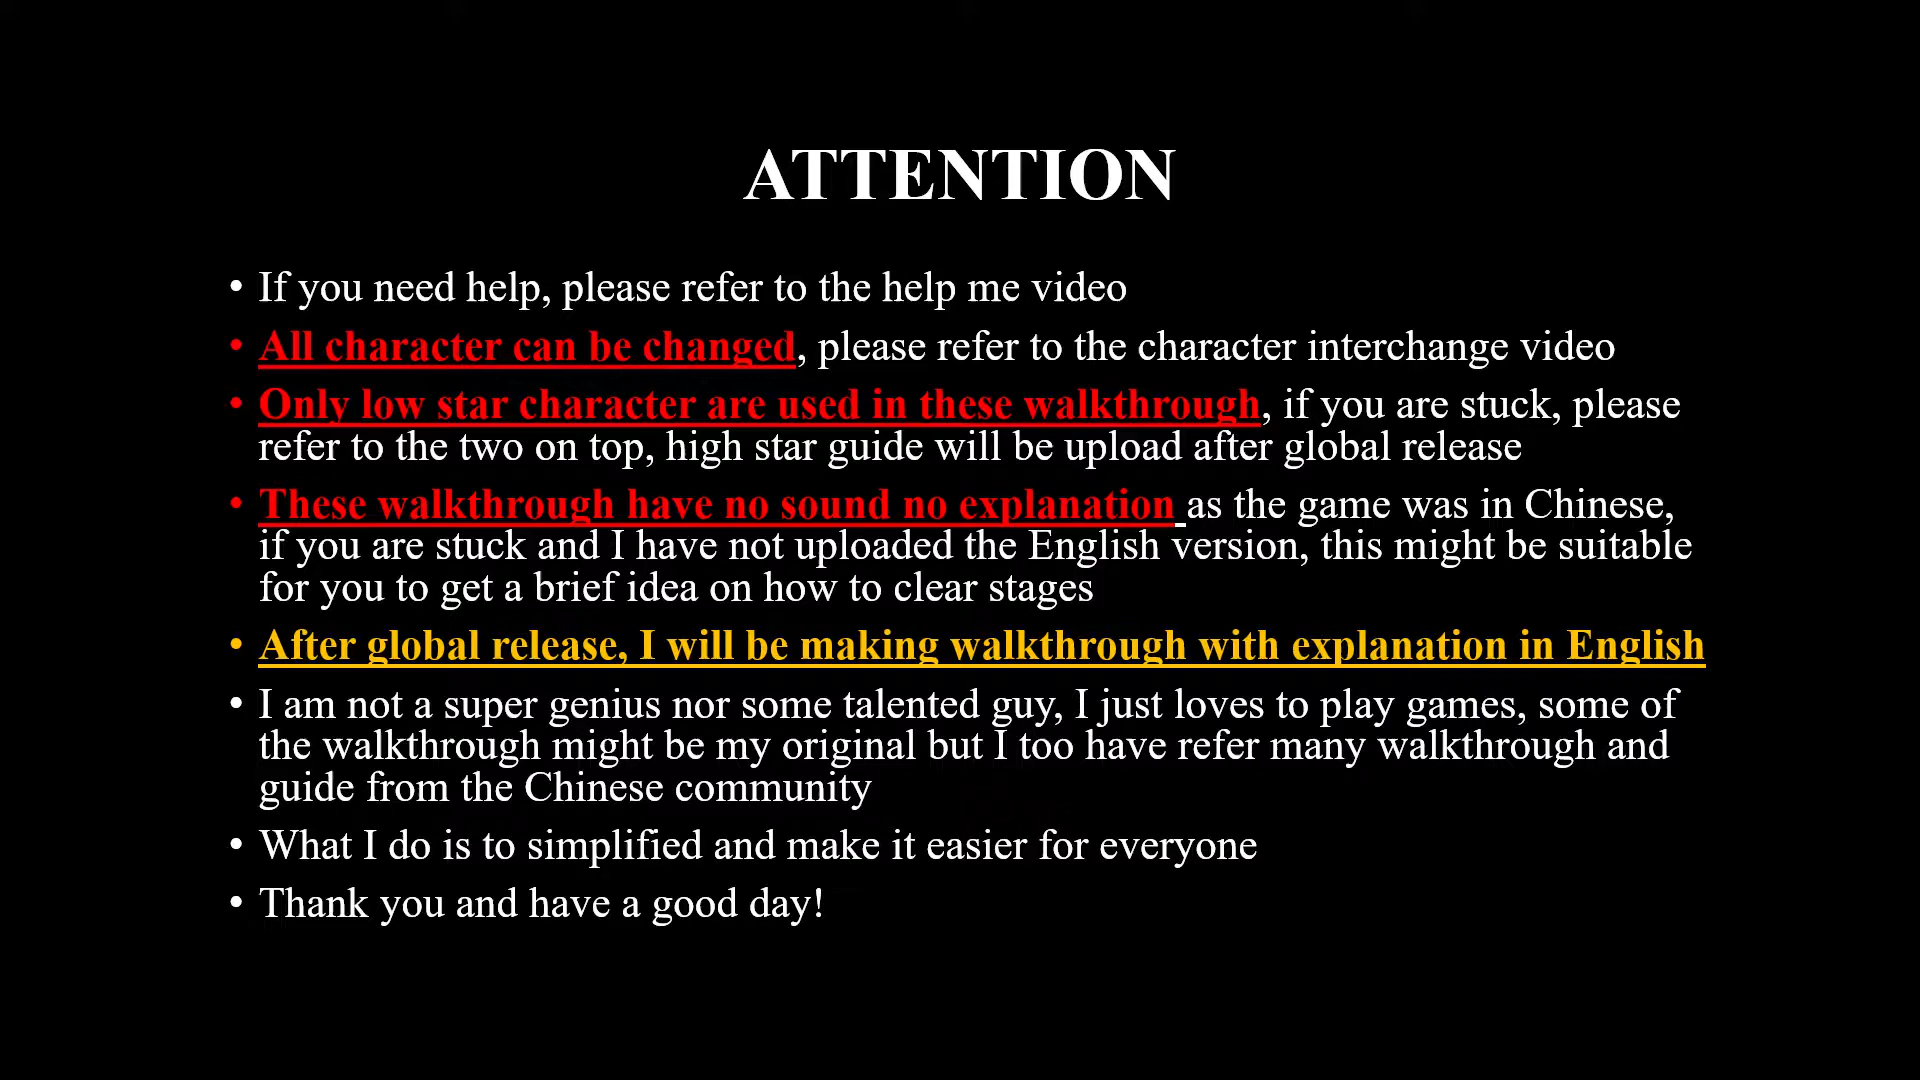 ATTENTION
• If you need help, please refer to the help me video
• All character can be changed, please refer to the character interchange video
• Only low star character are used in these walkthrough, if you are stuck, please
refer to the two on top, high star guide will be upload after global release
• These walkthrough have no sound no explanation as the game was in Chinese,
if you are stuck and I have not uploaded the English version, this might be suitable
for you to get a brief idea on how to clear stages
• After global release, I will be making walkthrough with explanation in English
• I am not a super genius nor some talented guy, I just loves to play games, some of
the walkthrough might be my original but I too have refer many walkthrough and
guide from the Chinese community
• What I do is to simplified and make it easier for everyone
• Thank you and have a good day!